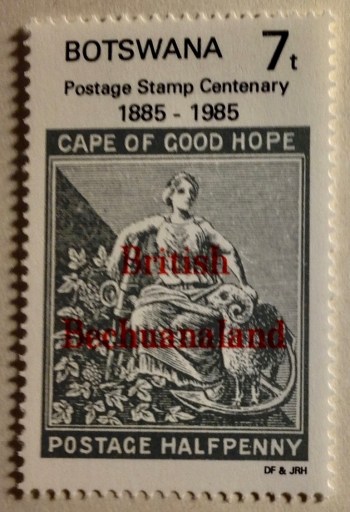 BOTSWANA 7t
Postage Stamp Centenary
1885 - 1985
CAPE OF GOOD HOPE
British
Bechuanaland
POSTAGE HALFPENNY
DF & JRH